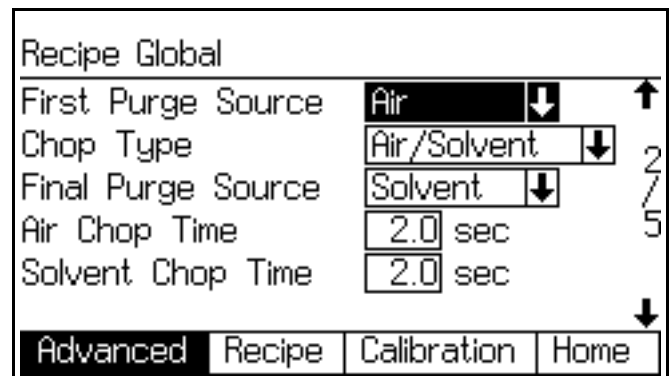 Recipe Global
First Purge Source Air
Chop Type Air/Solvent
Final Purge Source Solvent
Air Chop Time 2.0 sec
Solvent Chop Time 2.0 sec
2/5
Advanced Recipe Calibration Home